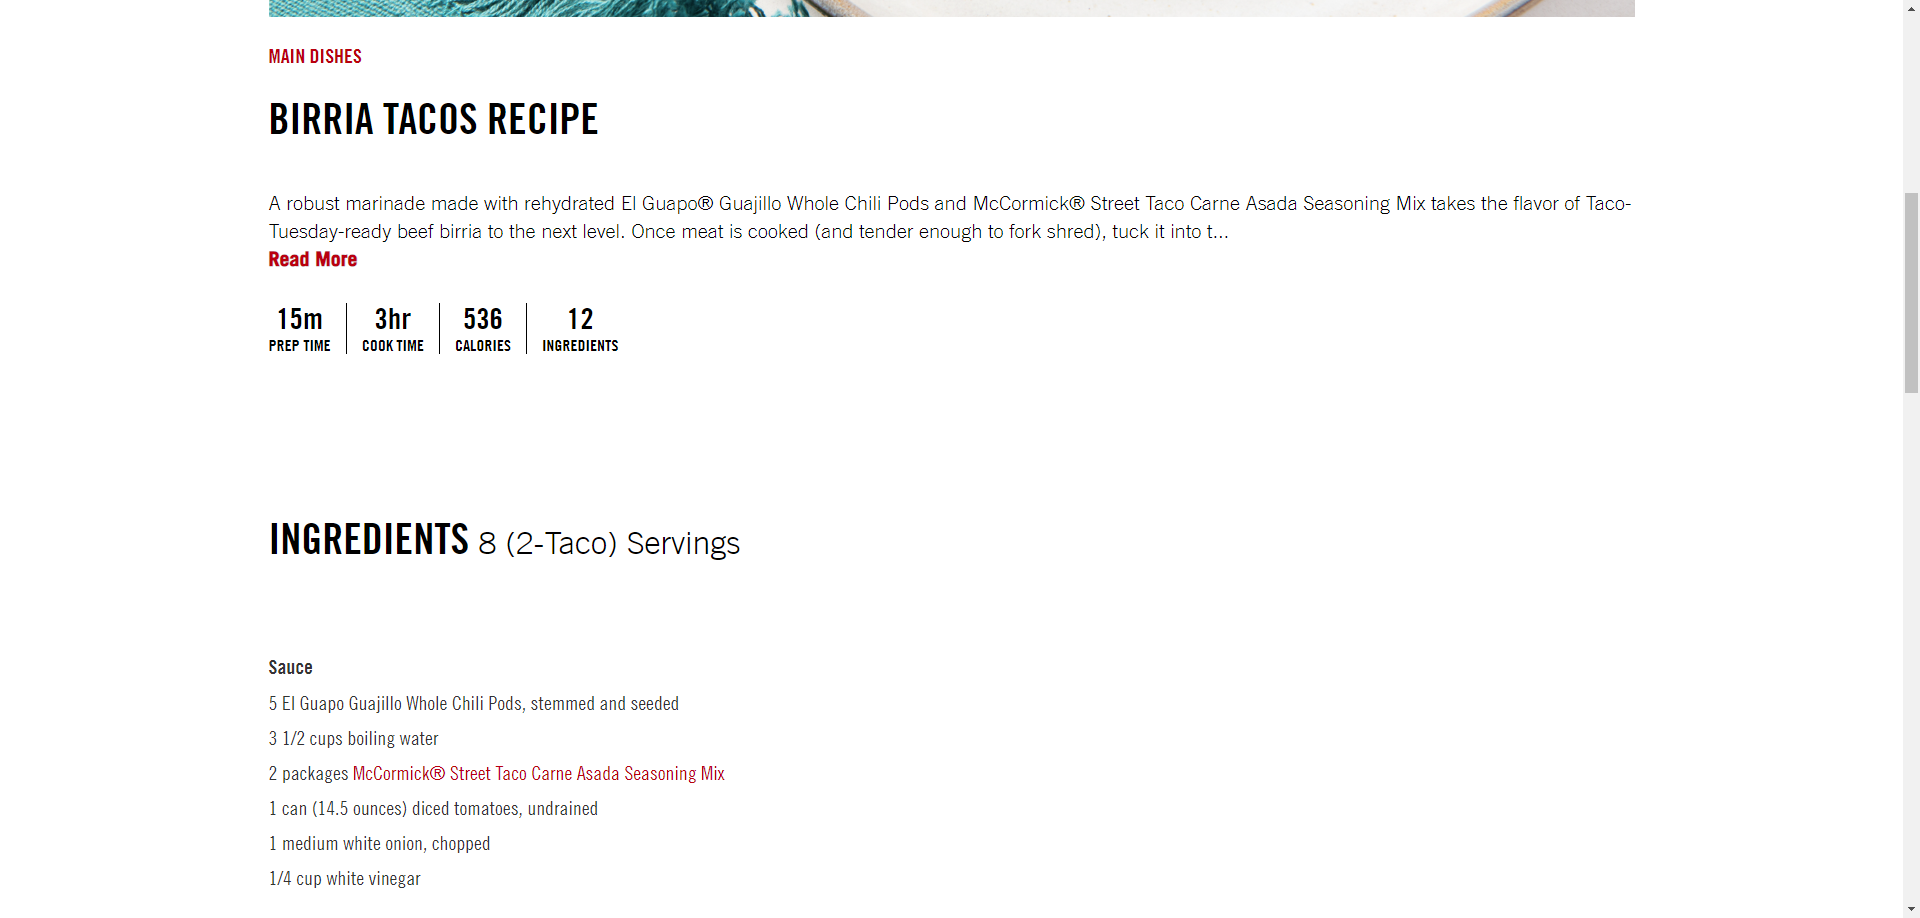 MAIN DISHES
BIRRIA TACOS RECIPE
A robust marinade made with rehydrated El Guapo® Guajillo Whole Chili Pods and McCormick® Street Taco Carne Asada Seasoning Mix takes the flavor of Taco-
Tuesday-ready beef birria to the next level. Once meat is cooked (and tender enough to fork shred), tuck it into t...
Read More
15m
PREP TIME
3hr
COOK TIME
536
CALORIES
12
INGREDIENTS
INGREDIENTS 8 (2-Taco) Servings
Sauce
5 El Guapo Guajillo Whole Chili Pods, stemmed and seeded
3 1/2 cups boiling water
2 packages McCormick® Street Taco Carne Asada Seasoning Mix
1 can (14.5 ounces) diced tomatoes, undrained
1 medium white onion, chopped
1/4 cup white vinegar